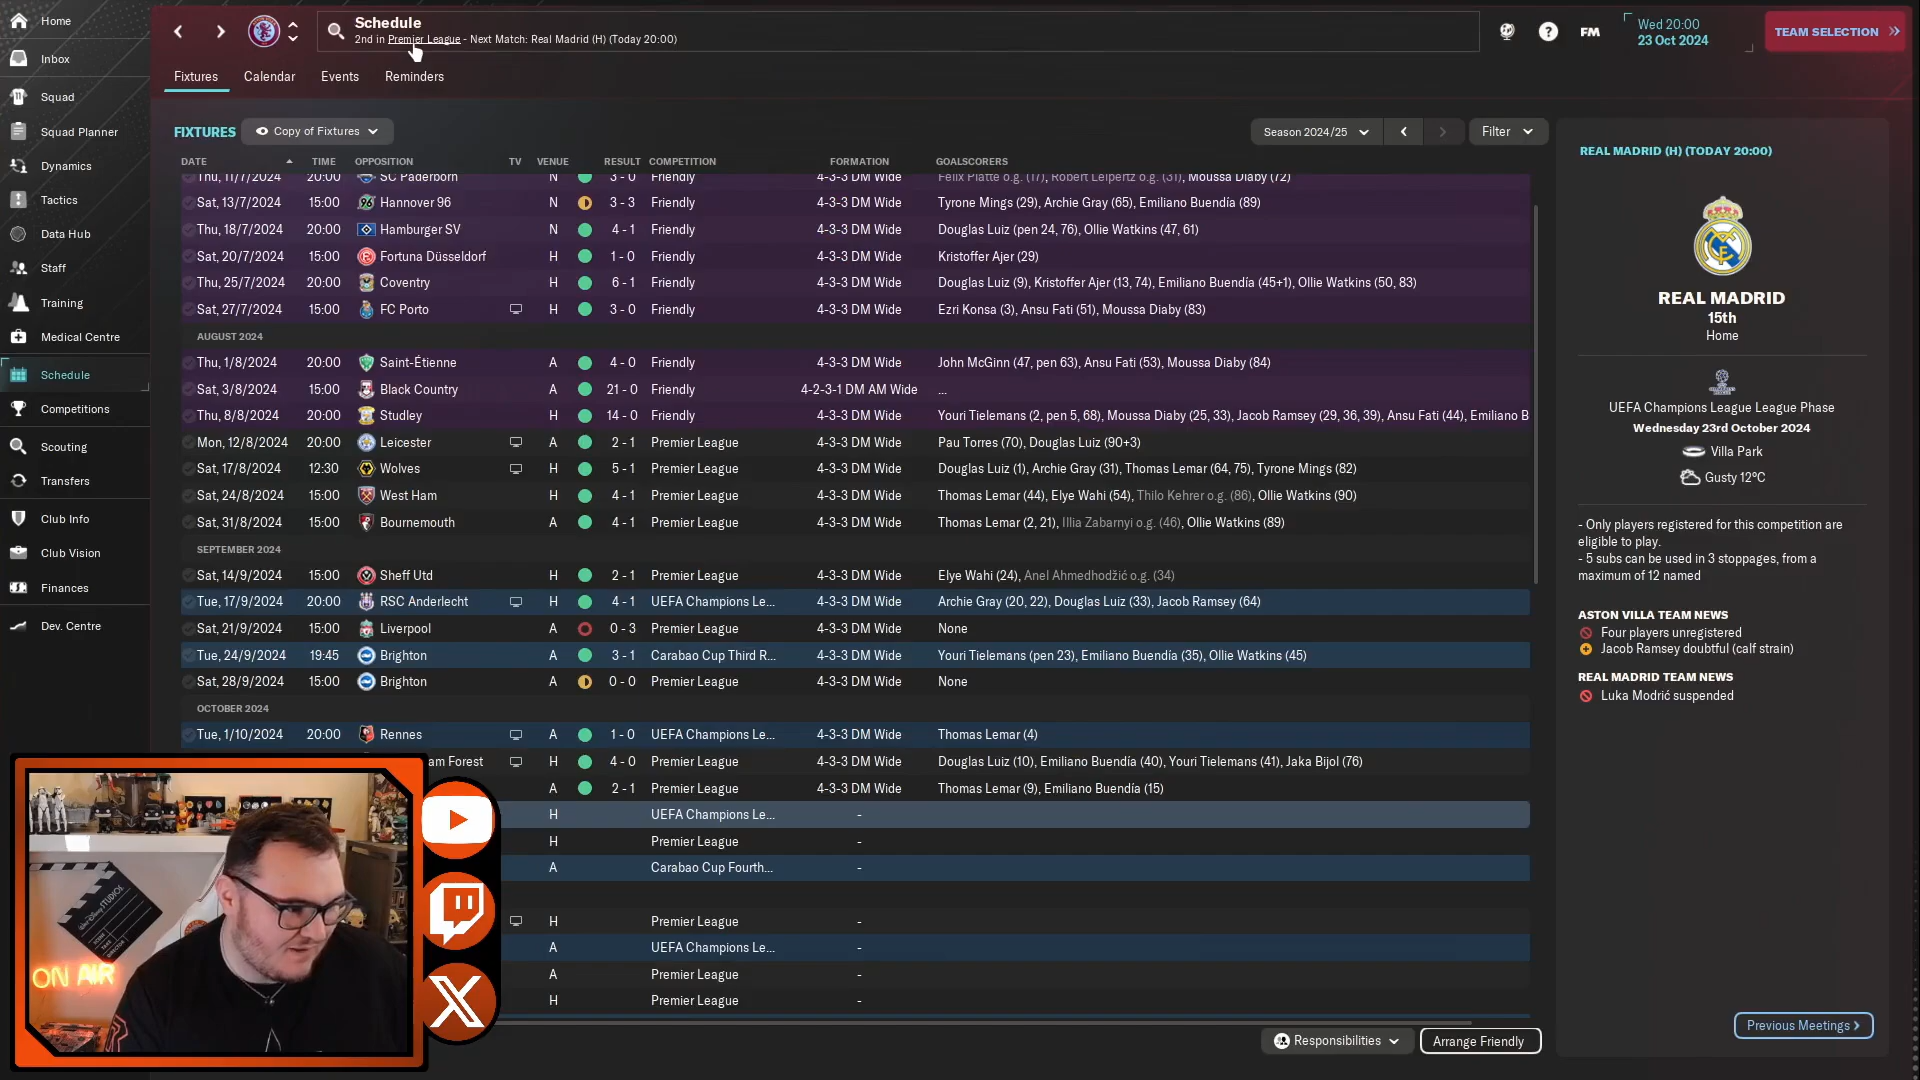 Home
Inbox
Squad
Squad Planner
Dynamics
Tactics
Data Hub
Staff
Training
Medical Centre
Schedule
Competitions
Scouting
Transfers
Club Info
Club Vision
Finances
Dev. Centre
Schedule
2nd in Premier League - Next Match: Real Madrid (H) (Today 20:00)
FM
Wed 20:00
23 Oct 2024
TEAM SELECTION
Fixtures Calendar Events Reminders
FIXTURES Copy of Fixtures
Season 2024/25
Filter
DATE TIME OPPOSITION TV VENUE RESULT COMPETITION FORMATION GOALSCORERS
Thu, 11/7/2024 20:00 SC Paderborn N 3 - 0 Friendly 4-3-3 DM Wide Felix Platte o.g. (17), Robert Leipertz o.g. (31), Moussa Diaby (72)
Sat, 13/7/2024 15:00 Hannover 96 N 3 - 3 Friendly 4-3-3 DM Wide Tyrone Mings (29), Archie Gray (65), Emiliano Buendía (89)
Thu, 18/7/2024 20:00 Hamburger SV N 4 - 1 Friendly 4-3-3 DM Wide Douglas Luiz (pen 24, 76), Ollie Watkins (47, 61)
Sat, 20/7/2024 15:00 Fortuna Düsseldorf H 1 - 0 Friendly 4-3-3 DM Wide Kristoffer Ajer (29)
Thu, 25/7/2024 20:00 Coventry H 6 - 1 Friendly 4-3-3 DM Wide Douglas Luiz (9), Kristoffer Ajer (13, 74), Emiliano Buendía (45+1), Ollie Watkins (50, 83)
Sat, 27/7/2024 15:00 FC Porto H 3 - 0 Friendly 4-3-3 DM Wide Ezri Konsa (3), Ansu Fati (51), Moussa Diaby (83)
AUGUST 2024
Thu, 1/8/2024 20:00 Saint-Étienne A 4 - 0 Friendly 4-3-3 DM Wide John McGinn (47, pen 63), Ansu Fati (53), Moussa Diaby (84)
Sat, 3/8/2024 15:00 Black Country A 21 - 0 Friendly 4-2-3-1 DM AM Wide ...
Thu, 8/8/2024 20:00 Studley H 14 - 0 Friendly 4-3-3 DM Wide Youri Tielemans (2, pen 5, 68), Moussa Diaby (25, 33), Jacob Ramsey (29, 36, 39), Ansu Fati (44), Emiliano B
Mon, 12/8/2024 20:00 Leicester A 2 - 1 Premier League 4-3-3 DM Wide Pau Torres (70), Douglas Luiz (90+3)
Sat, 17/8/2024 12:30 Wolves H 5 - 1 Premier League 4-3-3 DM Wide Douglas Luiz (1), Archie Gray (31), Thomas Lemar (64, 75), Tyrone Mings (82)
Sat, 24/8/2024 15:00 West Ham H 4 - 1 Premier League 4-3-3 DM Wide Thomas Lemar (44), Elye Wahi (54), Thilo Kehrer o.g. (86), Ollie Watkins (90)
Sat, 31/8/2024 15:00 Bournemouth A 4 - 1 Premier League 4-3-3 DM Wide Thomas Lemar (2, 21), Illia Zabarnyi o.g. (46), Ollie Watkins (89)
SEPTEMBER 2024
Sat, 14/9/2024 15:00 Sheff Utd H 2 - 1 Premier League 4-3-3 DM Wide Elye Wahi (24), Anel Ahmedhodžić o.g. (34)
Tue, 17/9/2024 20:00 RSC Anderlecht H 4 - 1 UEFA Champions Le... 4-3-3 DM Wide Archie Gray (20, 22), Douglas Luiz (33), Jacob Ramsey (64)
Sat, 21/9/2024 15:00 Liverpool A 0 - 3 Premier League 4-3-3 DM Wide None
Tue, 24/9/2024 19:45 Brighton A 3 - 1 Carabao Cup Third R... 4-3-3 DM Wide Youri Tielemans (pen 23), Emiliano Buendía (35), Ollie Watkins (45)
Sat, 28/9/2024 15:00 Brighton A 0 - 0 Premier League 4-3-3 DM Wide None
OCTOBER 2024
Tue, 1/10/2024 20:00 Rennes A 1 - 0 UEFA Champions Le... 4-3-3 DM Wide Thomas Lemar (4)
am Forest H 4 - 0 Premier League 4-3-3 DM Wide Douglas Luiz (10), Emiliano Buendía (40), Youri Tielemans (41), Jaka Bijol (76)
A 2 - 1 Premier League 4-3-3 DM Wide Thomas Lemar (9), Emiliano Buendía (15)
H UEFA Champions Le... -
H Premier League -
A Carabao Cup Fourth... -
H Premier League -
A UEFA Champions Le... -
A Premier League -
H Premier League -
Responsibilities
Arrange Friendly
REAL MADRID (H) (TODAY 20:00)
REAL MADRID
15th
Home
UEFA Champions League League Phase
Wednesday 23rd October 2024
Villa Park
Gusty 12°C
- Only players registered for this competition are
eligible to play.
- 5 subs can be used in 3 stoppages, from a
maximum of 12 named
ASTON VILLA TEAM NEWS
Four players unregistered
Jacob Ramsey doubtful (calf strain)
REAL MADRID TEAM NEWS
Luka Modrić suspended
Previous Meetings
ON AIR